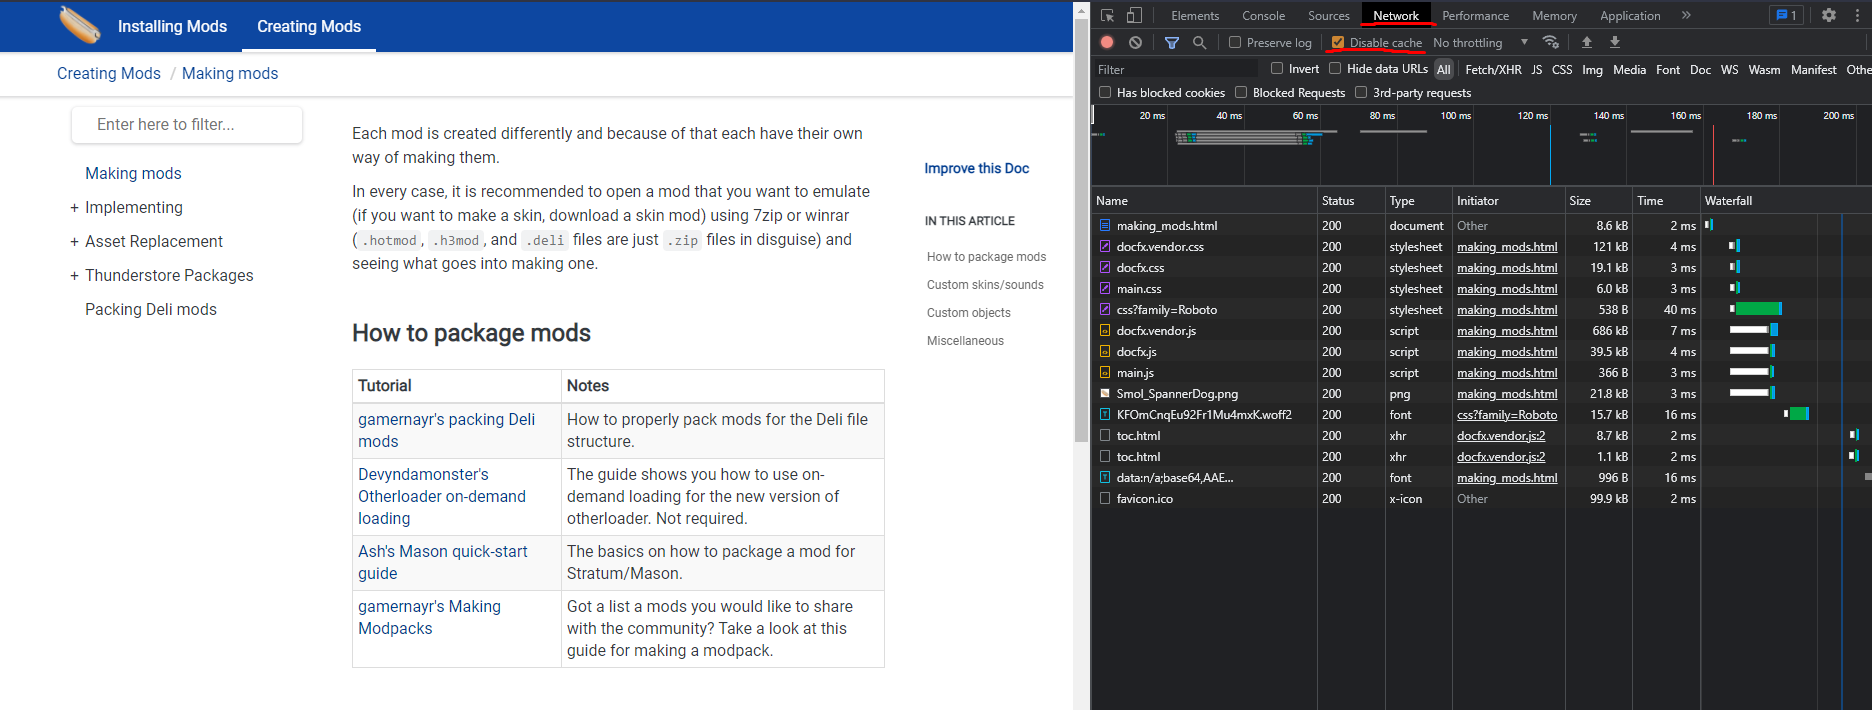 Installing Mods
Creating Mods
Creating Mods / Making mods
Enter here to filter...
Making mods
+ Implementing
+ Asset Replacement
+ Thunderstore Packages
Packing Deli mods
Each mod is created differently and because of that each have their own
way of making them.
In every case, it is recommended to open a mod that you want to emulate
(if you want to make a skin, download a skin mod) using 7zip or winrar
( .hotmod , .h3mod , and .deli files are just .zip files in disguise) and
seeing what goes into making one.
How to package mods
Tutorial Notes
gamernayr's packing Deli
mods
How to properly pack mods for the Deli file
structure.
Devyndamonster's
Otherloader on-demand
loading
The guide shows you how to use on-
demand loading for the new version of
otherloader. Not required.
Ash's Mason quick-start
guide
The basics on how to package a mod for
Stratum/Mason.
gamernayr's Making
Modpacks
Got a list a mods you would like to share
with the community? Take a look at this
guide for making a modpack.
Improve this Doc
IN THIS ARTICLE
How to package mods
Custom skins/sounds
Custom objects
Miscellaneous
Elements Console Sources Network Performance Memory Application » 1
Preserve log Disable cache No throttling
Filter Invert Hide data URLs All Fetch/XHR JS CSS Img Media Font Doc WS Wasm Manifest Othe
Has blocked cookies Blocked Requests 3rd-party requests
20 ms 40 ms 60 ms 80 ms 100 ms 120 ms 140 ms 160 ms 180 ms 200 ms
Name Status Type Initiator Size Time Waterfall
making_mods.html 200 document Other 8.6 kB 2 ms
docfx.vendor.css 200 stylesheet making_mods.html 121 kB 4 ms
docfx.css 200 stylesheet making_mods.html 19.1 kB 3 ms
main.css 200 stylesheet making_mods.html 6.0 kB 3 ms
css?family=Roboto 200 stylesheet making_mods.html 538 B 40 ms
docfx.vendor.js 200 script making_mods.html 686 kB 7 ms
docfx.js 200 script making_mods.html 39.5 kB 4 ms
main.js 200 script making_mods.html 366 B 3 ms
Smol_SpannerDog.png 200 png making_mods.html 21.8 kB 3 ms
KFOmCnqEu92Fr1Mu4mxK.woff2 200 font css?family=Roboto 15.7 kB 16 ms
toc.html 200 xhr docfx.vendor.js:2 8.7 kB 2 ms
toc.html 200 xhr docfx.vendor.js:2 1.1 kB 2 ms
data:n/a;base64,AAE... 200 font making_mods.html 996 B 16 ms
favicon.ico 200 x-icon Other 99.9 kB 2 ms